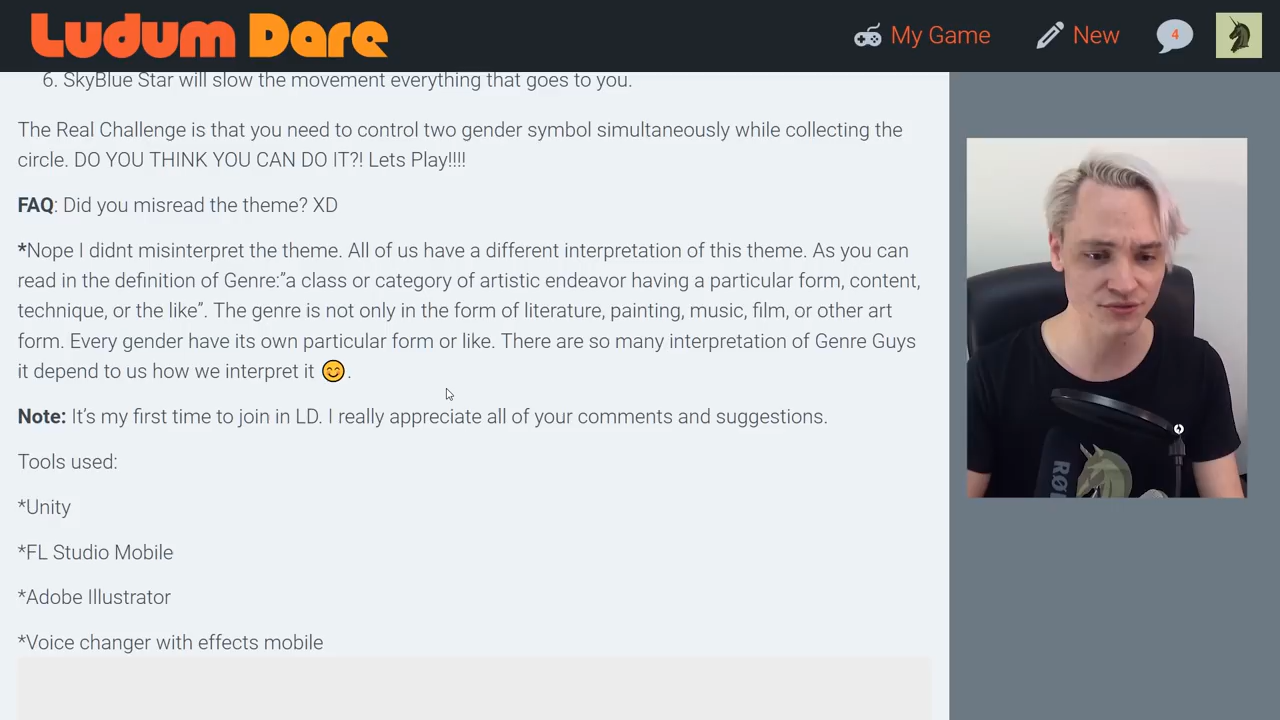 Ludum Dare
My Game
New
4
6. SkyBlue Star will slow the movement everything that goes to you.
The Real Challenge is that you need to control two gender symbol simultaneously while collecting the
circle. DO YOU THINK YOU CAN DO IT?! Lets Play!!!!
FAQ: Did you misread the theme? XD
*Nope I didnt misinterpret the theme. All of us have a different interpretation of this theme. As you can
read in the definition of Genre:”a class or category of artistic endeavor having a particular form, content,
technique, or the like”. The genre is not only in the form of literature, painting, music, film, or other art
form. Every gender have its own particular form or like. There are so many interpretation of Genre Guys
it depend to us how we interpret it 😊.
Note: It’s my first time to join in LD. I really appreciate all of your comments and suggestions.
Tools used:
*Unity
*FL Studio Mobile
*Adobe Illustrator
*Voice changer with effects mobile
RØ